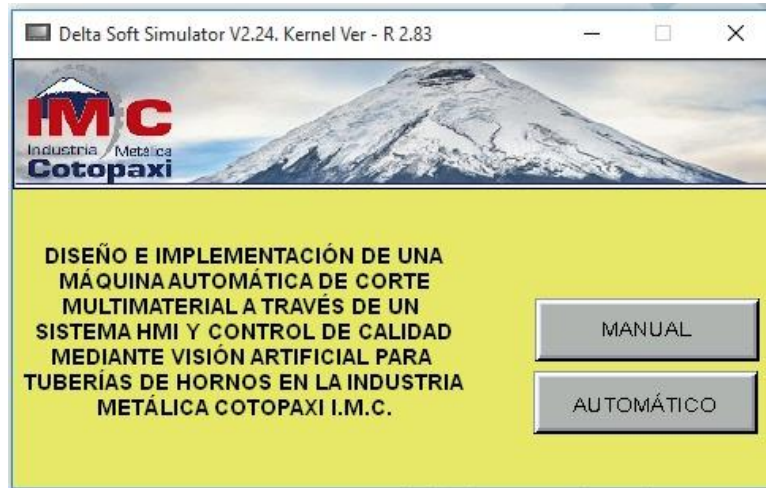 Delta Soft Simulator V2.24. Kernel Ver - R 2.83
IMC
Industria Metálica
Cotopaxi
DISEÑO E IMPLEMENTACIÓN DE UNA
MÁQUINA AUTOMÁTICA DE CORTE
MULTIMATERIAL A TRAVÉS DE UN
SISTEMA HMI Y CONTROL DE CALIDAD
MEDIANTE VISIÓN ARTIFICIAL PARA
TUBERÍAS DE HORNOS EN LA INDUSTRIA
METÁLICA COTOPAXI I.M.C.
MANUAL
AUTOMÁTICO